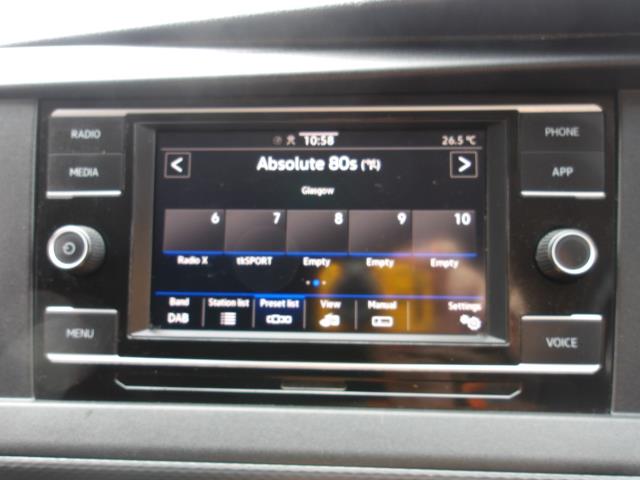 10:58 26.5 °C
RADIO PHONE
MEDIA < Absolute 80s > APP
Glasgow
6 7 8 9 10
Radio X tkSPORT Empty Empty Empty
Band Station list Preset list View Manual Settings
DAB
MENU VOICE